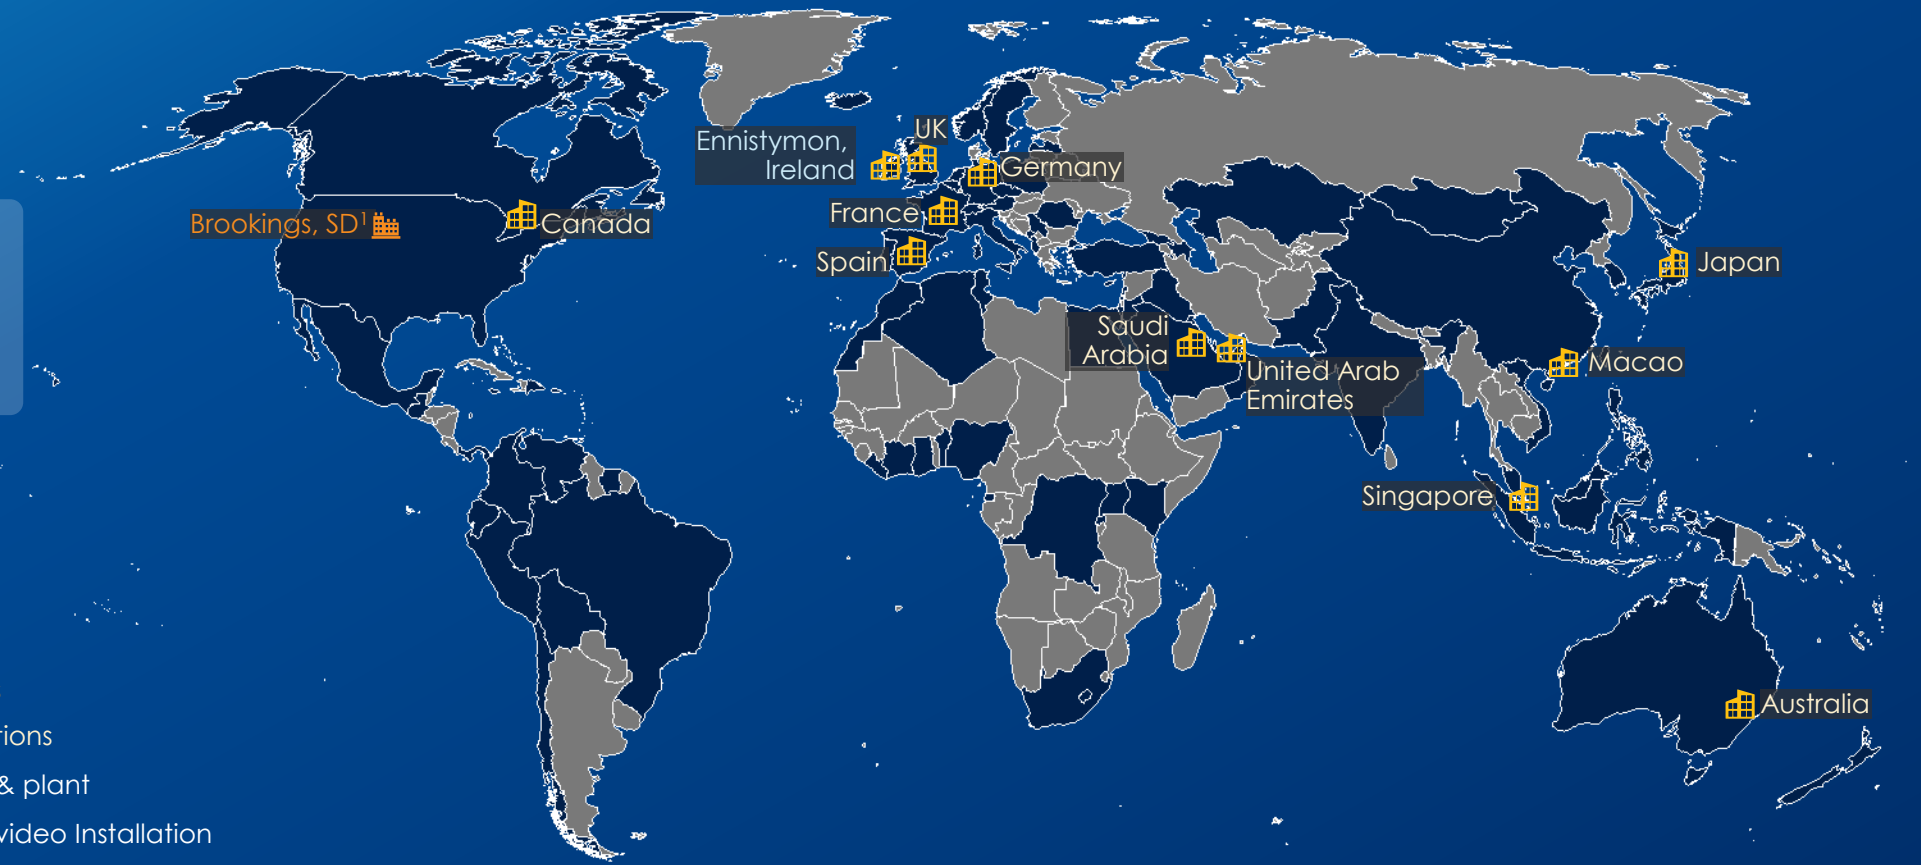 UK
Ennistymon,
Ireland
Germany
France
Brookings, SD¹
Canada
Spain
Japan
Saudi
Arabia
United Arab
Emirates
Macao
Singapore
Australia
& plant
video Installation